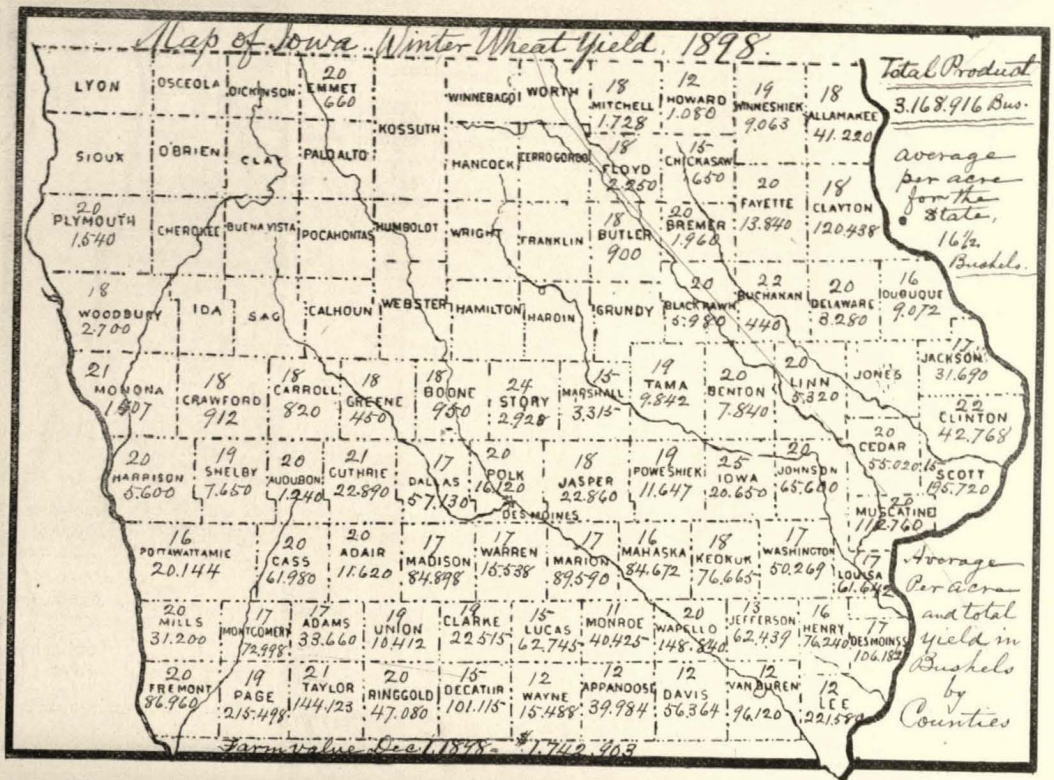 Map of Iowa. Winter Wheat Yield. 1898.
Total Product
3.168.916 Bus.
average
per acre
for the
State,
16 1/2
Bushels.
LYON
OSCEOLA
DICKINSON
20
EMMET
660
WINNEBAGO
WORTH
18
MITCHELL
1.728
12
HOWARD
1.080
19
WINNESHIEK
9.063
18
ALLAMAKEE
41.220
SIOUX
O'BRIEN
CLAY
PALO ALTO
KOSSUTH
HANCOCK
CERRO GORDO
18
FLOYD
2.250
15
CHICKASAW
650
20
FAYETTE
13.840
18
CLAYTON
120.438
20
PLYMOUTH
1.540
CHEROKEE
BUENA VISTA
POCAHONTAS
HUMBOLDT
WRIGHT
FRANKLIN
18
BUTLER
900
20
BREMER
1.960
18
WOODBURY
2.700
IDA
SAC
CALHOUN
WEBSTER
HAMILTON
HARDIN
GRUNDY
20
BLACK HAWK
5.980
22
BUCHANAN
440
20
DELAWARE
3.280
16
DUBUQUE
9.072
21
MONONA
18
CRAWFORD
912
18
CARROLL
820
18
GREENE
450
18
BOONE
950
24
STORY
2.928
15
MARSHALL
3.315
19
TAMA
9.842
20
BENTON
7.840
20
LINN
5.320
JONES
17
JACKSON
31.690
22
CLINTON
42.768
20
HARRISON
5.600
19
SHELBY
7.650
20
AUDUBON
1.240
21
GUTHRIE
22.890
17
DALLAS
57.130
20
POLK
16.120
DES MOINES
18
JASPER
22.860
19
POWESHIEK
11.647
25
IOWA
20.650
20
JOHNSON
65.600
20
CEDAR
55.020
15
SCOTT
195.720
20
MUSCATINE
112.760
16
POTTAWATTAMIE
20.144
20
CASS
61.980
20
ADAIR
11.620
17
MADISON
84.898
17
WARREN
15.538
17
MARION
89.590
16
MAHASKA
84.672
18
KEOKUK
76.665
17
WASHINGTON
50.269
17
LOUISA
61.642
Average
Per acre
and total
yield in
Bushels
by
Counties
20
MILLS
31.200
17
MONTGOMERY
72.998
17
ADAMS
33.660
19
UNION
10.412
19
CLARKE
22.515
15
LUCAS
62.745
11
MONROE
40.425
20
WAPELLO
148.840
13
JEFFERSON
62.439
16
HENRY
76.240
17
DESMOINSS
106.182
20
FREMONT
86.960
19
PAGE
215.498
21
TAYLOR
144.123
20
RINGGOLD
47.080
15
DECATUR
101.115
12
WAYNE
15.488
12
APPANOOSE
39.984
12
DAVIS
56.364
12
VAN BUREN
96.120
12
LEE
221.580
Farm value Dec 1. 1898 = $1.742.903